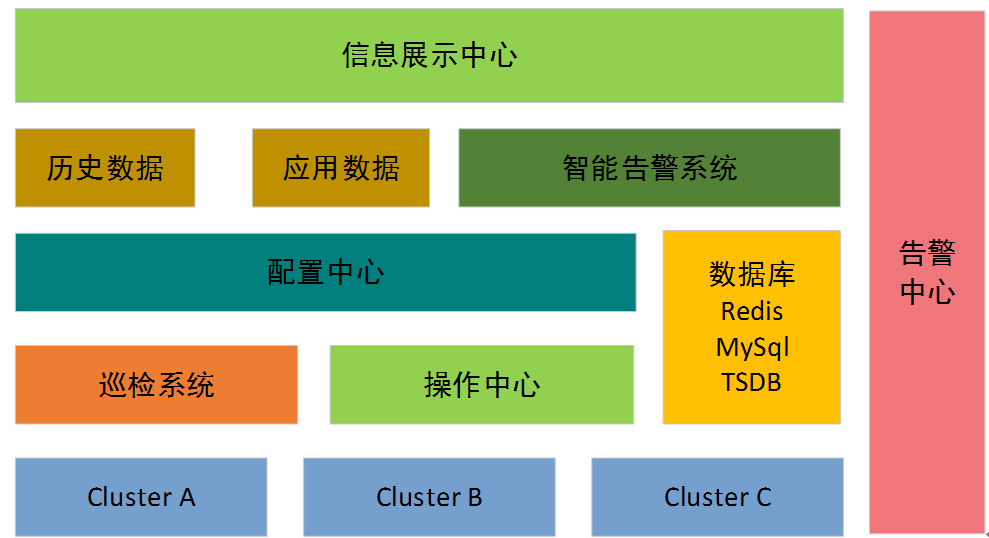 信息展示中心
历史数据
应用数据
智能告警系统
配置中心
数据库
Redis
MySql
TSDB
巡检系统
操作中心
Cluster A
Cluster B
Cluster C
告警
中心